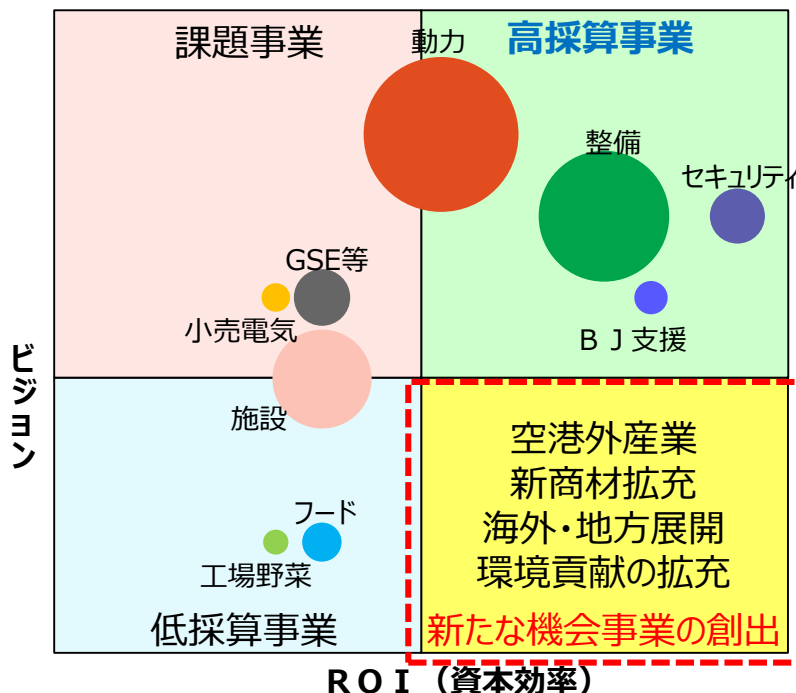 課題事業
高採算事業
動力
整備
セキュリティ
GSE等
小売電気
ＢＪ支援
ビジョン
施設
空港外産業
新商材拡充
海外・地方展開
環境貢献の拡充
フード
工場野菜
低採算事業
新たな機会事業の創出
ＲＯＩ（資本効率）